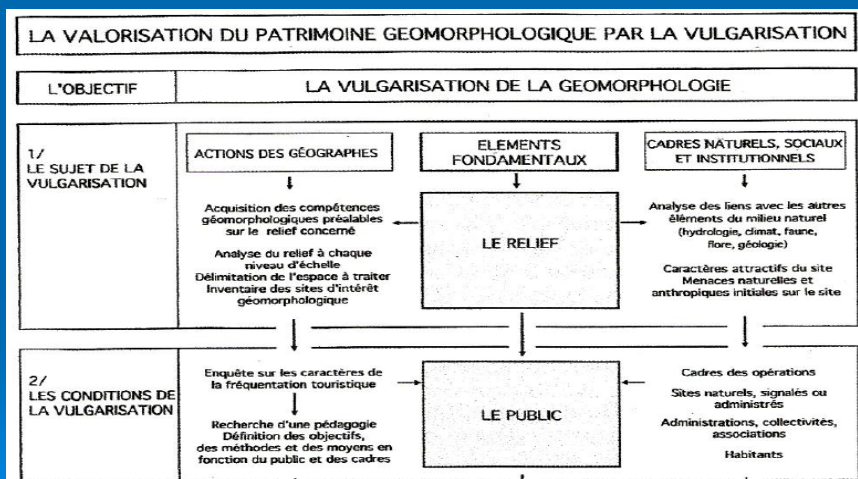 LA VALORISATION DU PATRIMOINE GEOMORPHOLOGIQUE PAR LA VULGARISATION
L'OBJECTIF
LA VULGARISATION DE LA GEOMORPHOLOGIE
1/
LE SUJET DE LA
VULGARISATION
ACTIONS DES GÉOGRAPHES
Acquisition des compétences
géomorphologiques préalables
sur le relief concerné
Analyse du relief à chaque
niveau d'échelle
Délimitation de l'espace à traiter
Inventaire des sites d'intérêt
géomorphologique
ELEMENTS
FONDAMENTAUX
LE RELIEF
CADRES NATURELS, SOCIAUX
ET INSTITUTIONNELS
Analyse des liens avec les autres
éléments du milieu naturel
(hydrologie, climat, faune,
flore, géologie)
Caractères attractifs du site
Menaces naturelles et
anthropiques initiales sur le site
2/
LES CONDITIONS DE
LA VULGARISATION
Enquête sur les caractères de
la fréquentation touristique
Recherche d'une pédagogie
Définition des objectifs,
des méthodes et des moyens en
fonction du public et des cadres
LE PUBLIC
Cadres des opérations
Sites naturels, signalés ou
administrés
Administrations, collectivités,
associations
Habitants